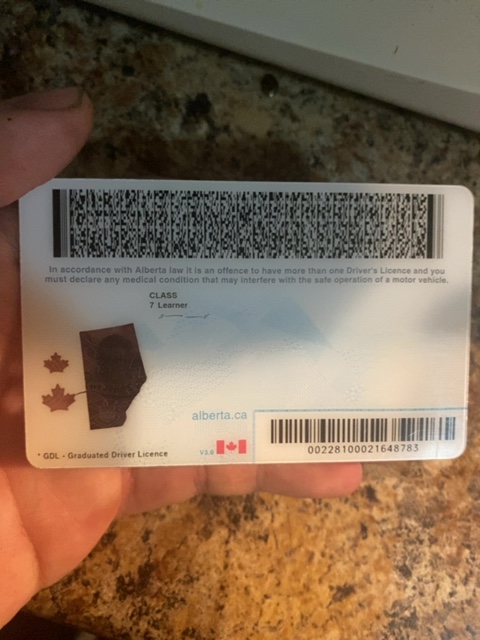 In accordance with Alberta law it is an offence to have more than one Driver's Licence and you
must declare any medical condition that may interfere with the safe operation of a motor vehicle.
CLASS
7 Learner
alberta.ca
00228100021648783
* GDL - Graduated Driver Licence
V1.0